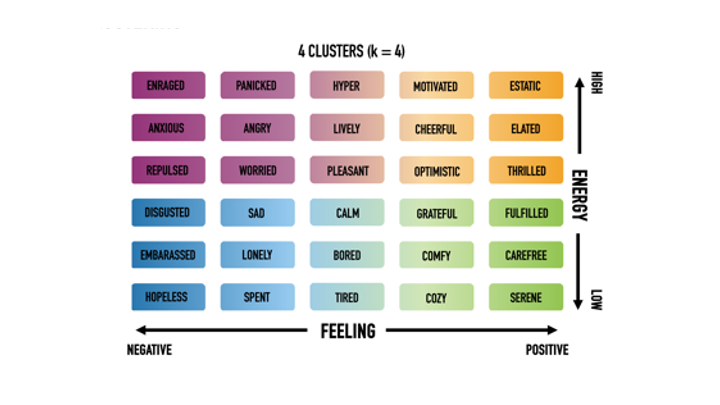 4 CLUSTERS (k = 4)
ENRAGED PANICKED HYPER MOTIVATED ESTATIC
ANXIOUS ANGRY LIVELY CHEERFUL ELATED
REPULSED WORRIED PLEASANT OPTIMISTIC THRILLED
DISGUSTED SAD CALM GRATEFUL FULFILLED
EMBARASSED LONELY BORED COMFY CAREFREE
HOPELESS SPENT TIRED COZY SERENE
HIGH
ENERGY
LOW
FEELING
NEGATIVE POSITIVE